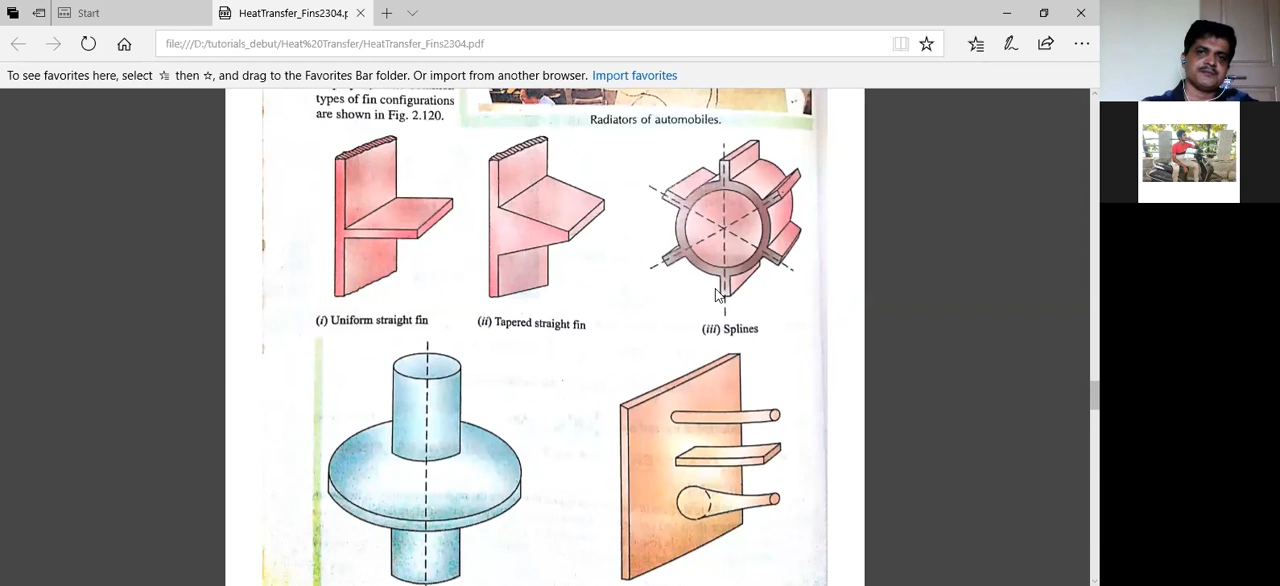 Start
HeatTransfer_Fins2304.p
file:///D:/tutorials_debut/Heat%20Transfer/HeatTransfer_Fins2304.pdf
To see favorites here, select then , and drag to the Favorites Bar folder. Or import from another browser. Import favorites
types of fin configurations
are shown in Fig. 2.120.
Radiators of automobiles.
(i) Uniform straight fin
(ii) Tapered straight fin
(iii) Splines